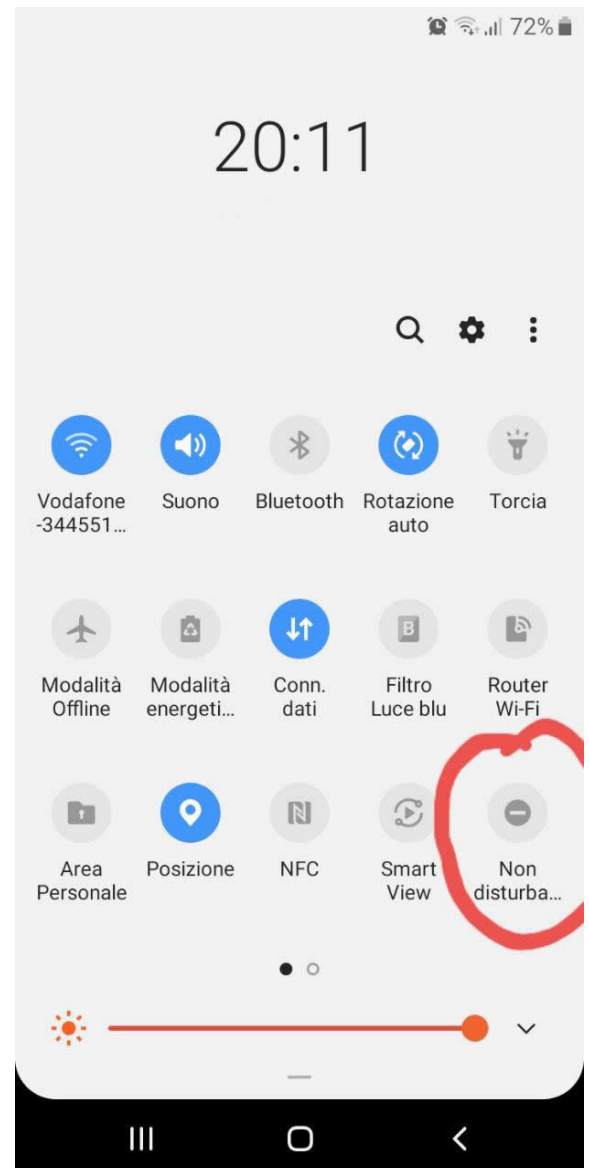 72%
20:11
Vodafone
-344551...
Suono
Bluetooth
Rotazione
auto
Torcia
Modalità
Offline
Modalità
energeti...
Conn.
dati
B
Filtro
Luce blu
Router
Wi-Fi
Area
Personale
Posizione
N
NFC
Smart
View
Non
disturba...